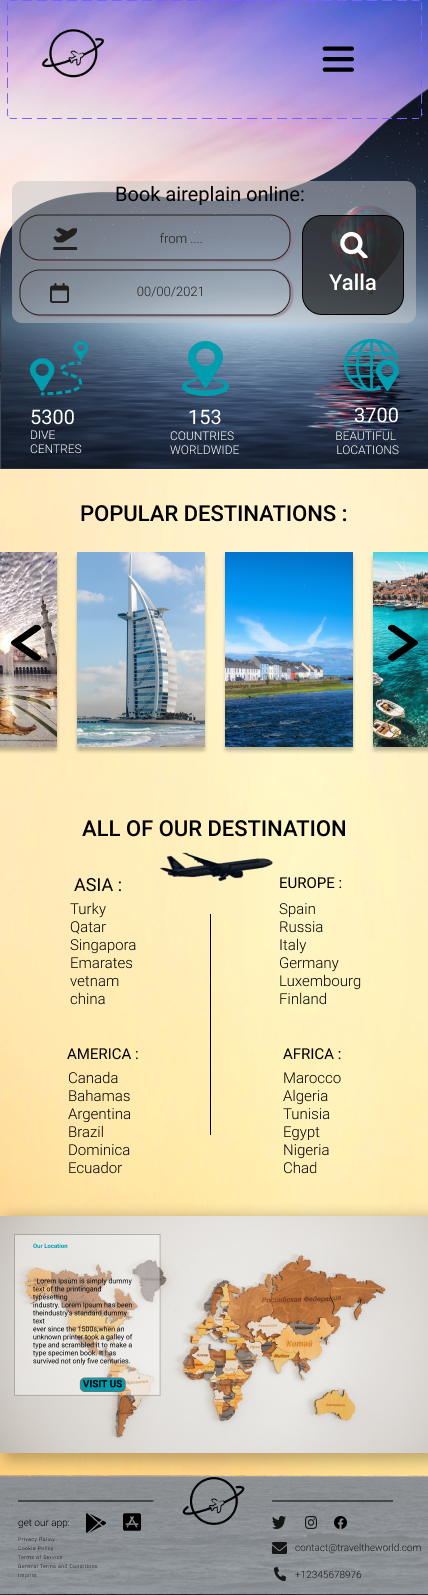 Book aireplain online:
from ....
00/00/2021
Yalla
5300
DIVE
CENTRES
153
COUNTRIES
WORLDWIDE
3700
BEAUTIFUL
LOCATIONS
POPULAR DESTINATIONS :
ALL OF OUR DESTINATION
ASIA :
Turky
Qatar
Singapora
Emarates
vetnam
china
EUROPE :
Spain
Russia
Italy
Germany
Luxembourg
Finland
AMERICA :
Canada
Bahamas
Argentina
Brazil
Dominica
Ecuador
AFRICA :
Marocco
Algeria
Tunisia
Egypt
Nigeria
Chad
Our Location
Lorem Ipsum is simply dummy
text of the printingand
typesetting
industry. Lorem Ipsum has been
theindustry's standard dummy
text
ever since the 1500s,when an
unknown printer took a galley of
type and scrambled it to make a
type specimen book. It has
survived not only five centuries.
VISIT US
Российская Федерация
Китай
get our app:
Privacy Policy
Cookie Policy
Terms of Service
General Terms and Conditions
Imprint
contact@traveltheworld.com
+12345678976